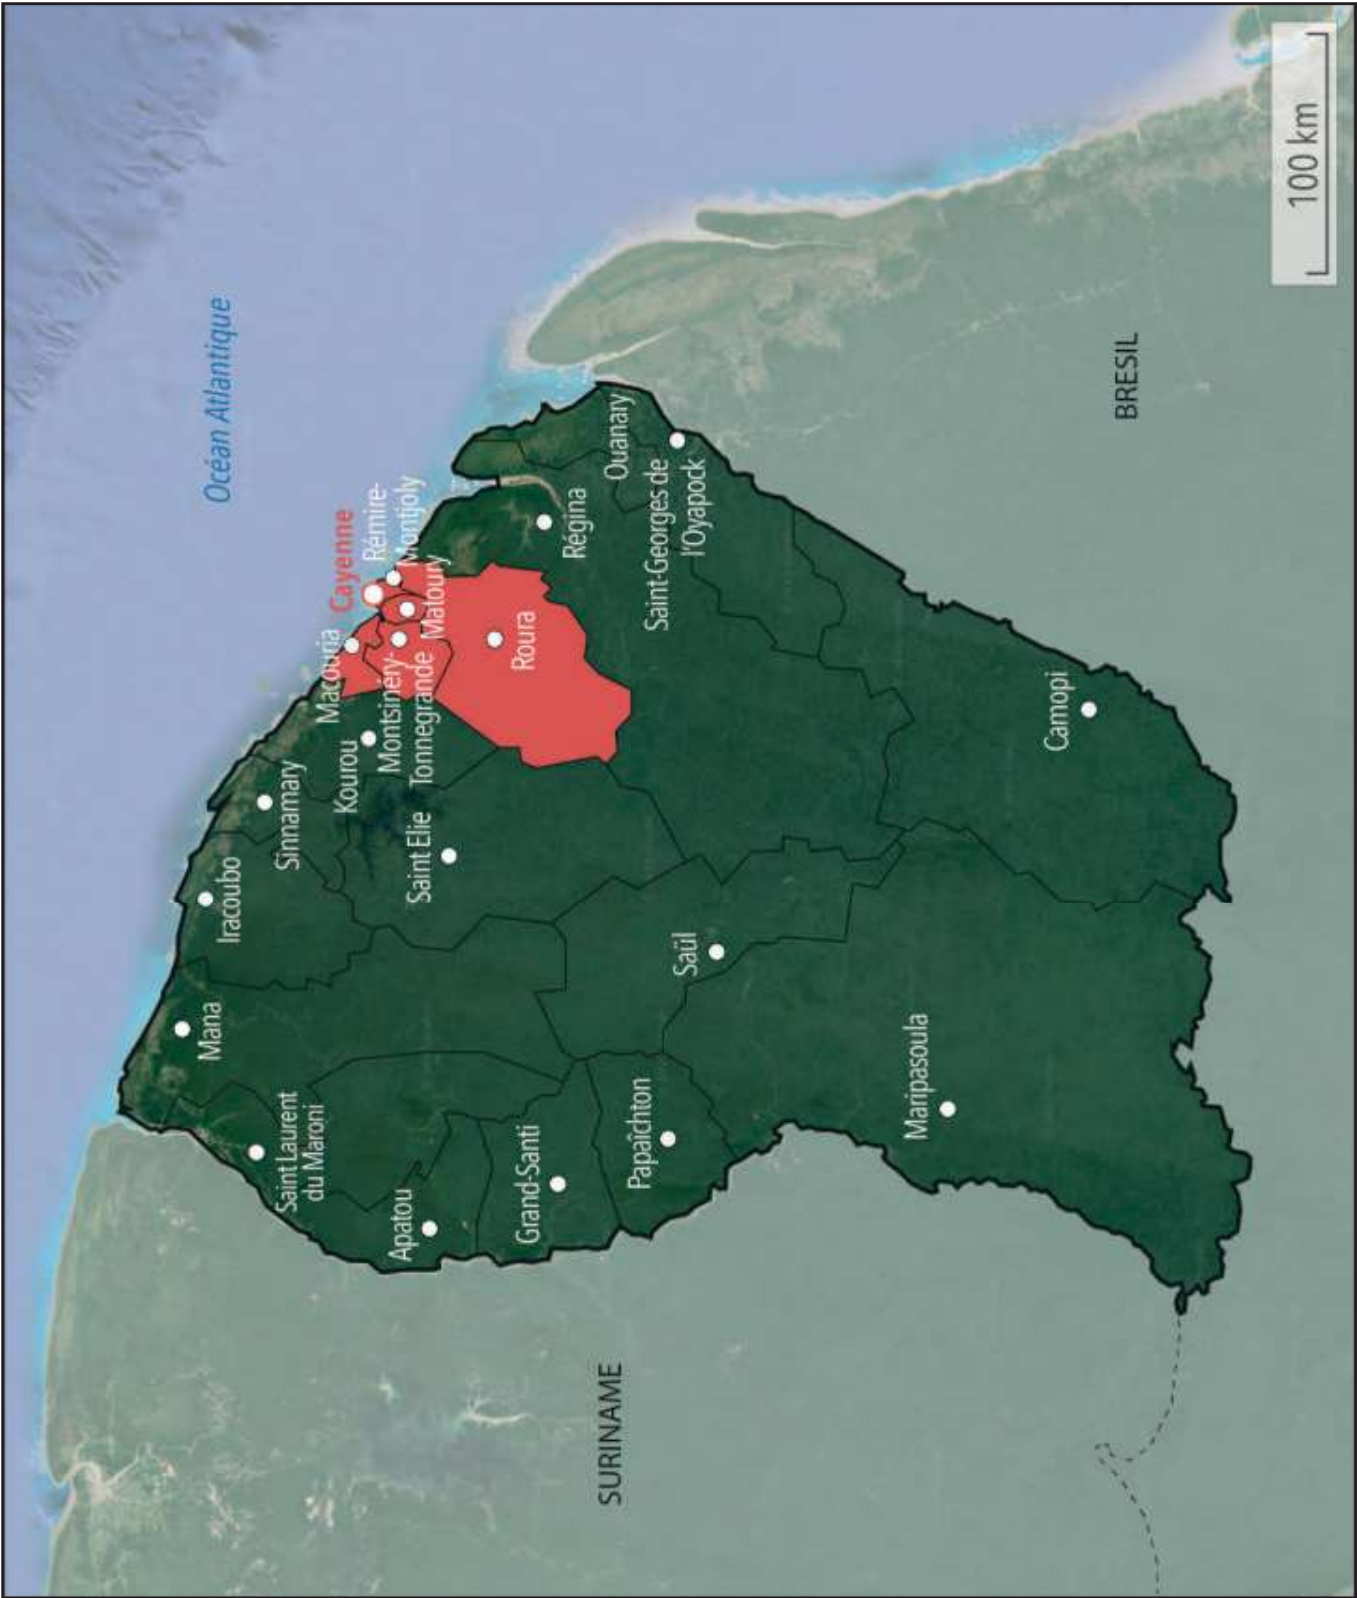 Océan Atlantique
Cayenne
Rémire-
Montjoly
Macouria
Matoury
Montsinéry-
Tonnegrande
Roura
Kourou
Sinnamary
Iracoubo
Saint Elie
Mana
Saint Laurent
du Maroni
Apatou
Grand-Santi
Papaïchton
Saül
Maripasoula
Régina
Ouanary
Saint-Georges de
l'Oyapock
Camopi
SURINAME
BRESIL
100 km